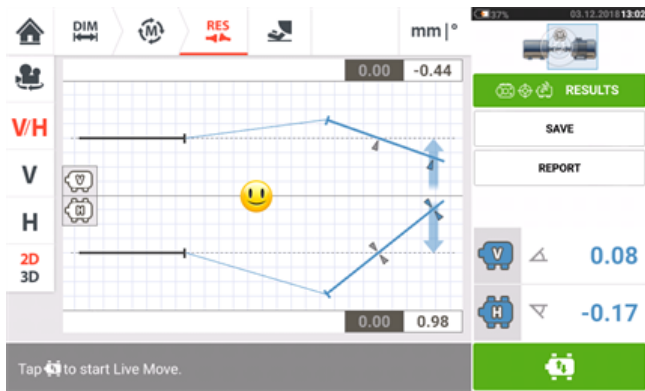 DIM
M
RES
mm | °
37%
03.12.2018 13:02
0.00 -0.44
RESULTS
V/H
SAVE
V
REPORT
V
H
H
2D
3D
V 0.08
0.00 0.98
H -0.17
Tap to start Live Move.